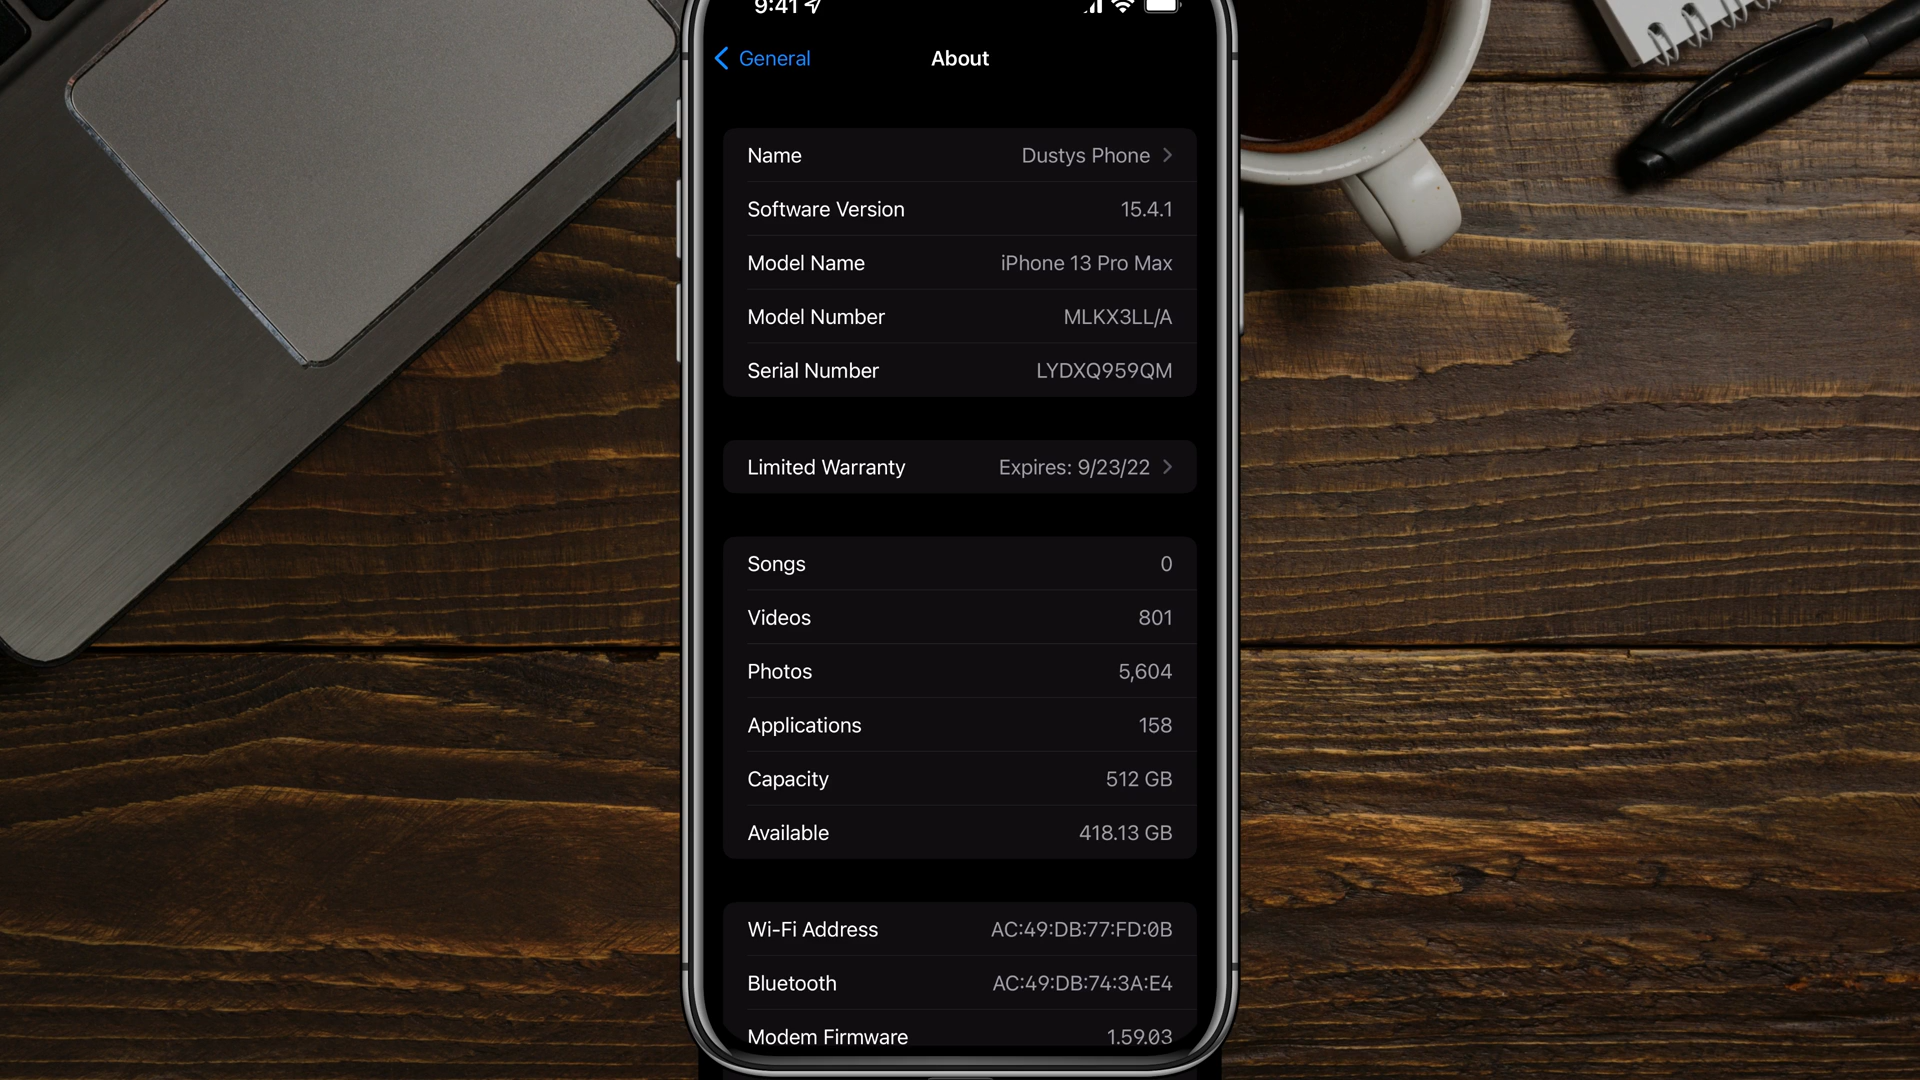 9:41
General
About
Name Dustys Phone
Software Version 15.4.1
Model Name iPhone 13 Pro Max
Model Number MLKX3LL/A
Serial Number LYDXQ959QM
Limited Warranty Expires: 9/23/22
Songs 0
Videos 801
Photos 5,604
Applications 158
Capacity 512 GB
Available 418.13 GB
Wi-Fi Address AC:49:DB:77:FD:0B
Bluetooth AC:49:DB:74:3A:E4
Modem Firmware 1.59.03